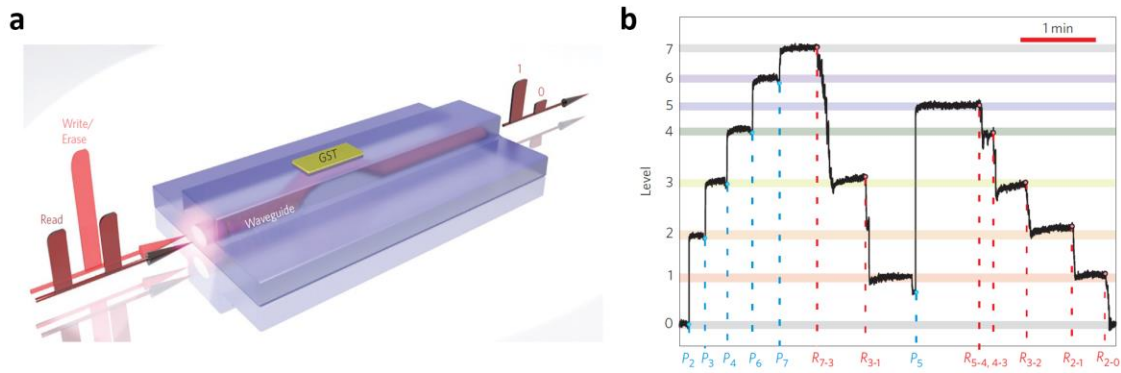 a
Write/
Erase
Read
Waveguide
GST
1
0
b
1 min
Level
7
6
5
4
3
2
1
0
P2 P3 P4 P6 P7 R7-3 R3-1 P5 R5-4, 4-3 R3-2 R2-1 R2-0